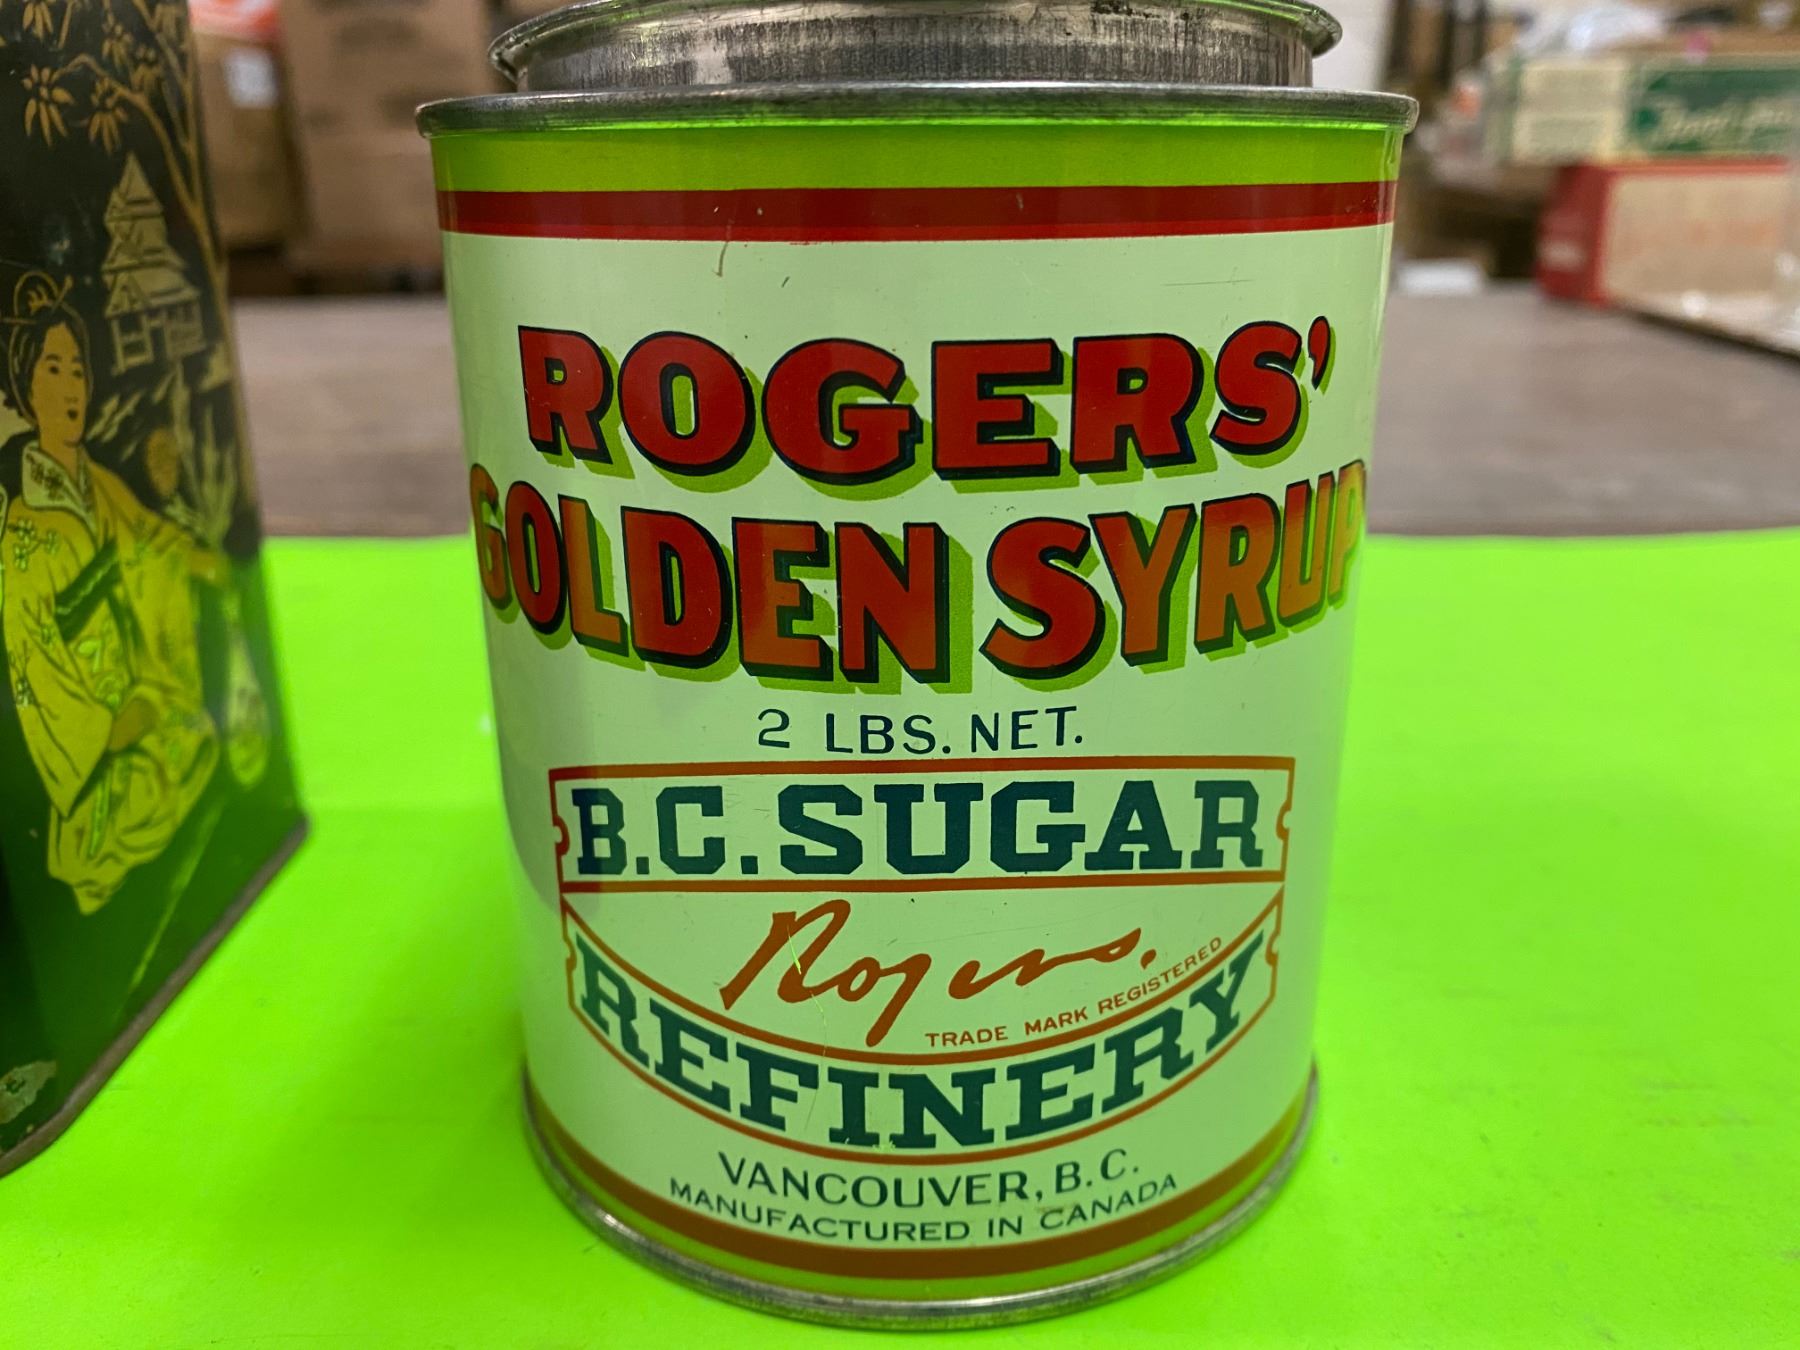 ROGERS'
GOLDEN SYRUP
2 LBS. NET.
B.C. SUGAR
Rogers.
TRADE MARK REGISTERED
REFINERY
VANCOUVER, B.C.
MANUFACTURED IN CANADA